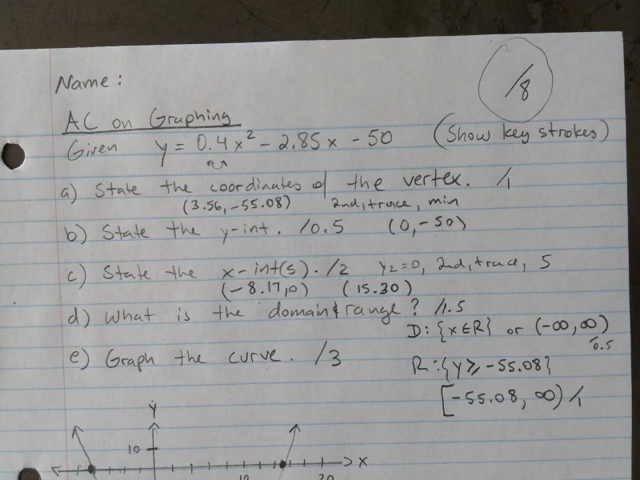 Name:
/8
AC on Graphing
Given y = 0.4x² - 2.85x - 50 (Show key strokes)
a) State the coordinates of the vertex. /1
(3.56, -55.08) 2nd, trace, min
b) State the y-int. /0.5 (0, -50)
c) State the x-int(s). /2 y2=0, 2nd, trace, 5
(-8.17, 0) (15.30)
d) What is the domain & range? /1.5
D: {x∈R} or (-∞, ∞)
/0.5
e) Graph the curve. /3
R: {y ≥ -55.08}
[-55.08, ∞) /1
y
10
x
10
20